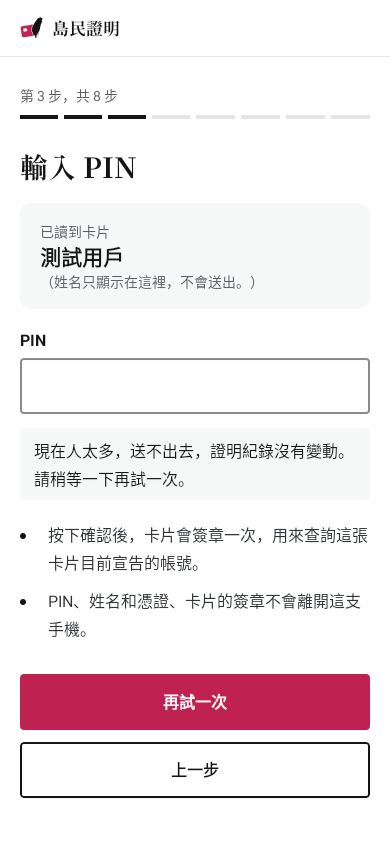 島民證明
第 3 步，共 8 步
輸入 PIN
已讀到卡片
測試用戶
（姓名只顯示在這裡，不會送出。）
PIN
現在人太多，送不出去，證明紀錄沒有變動。
請稍等一下再試一次。
按下確認後，卡片會簽章一次，用來查詢這張
卡片目前宣告的帳號。
PIN、姓名和憑證、卡片的簽章不會離開這支
手機。
再試一次
上一步